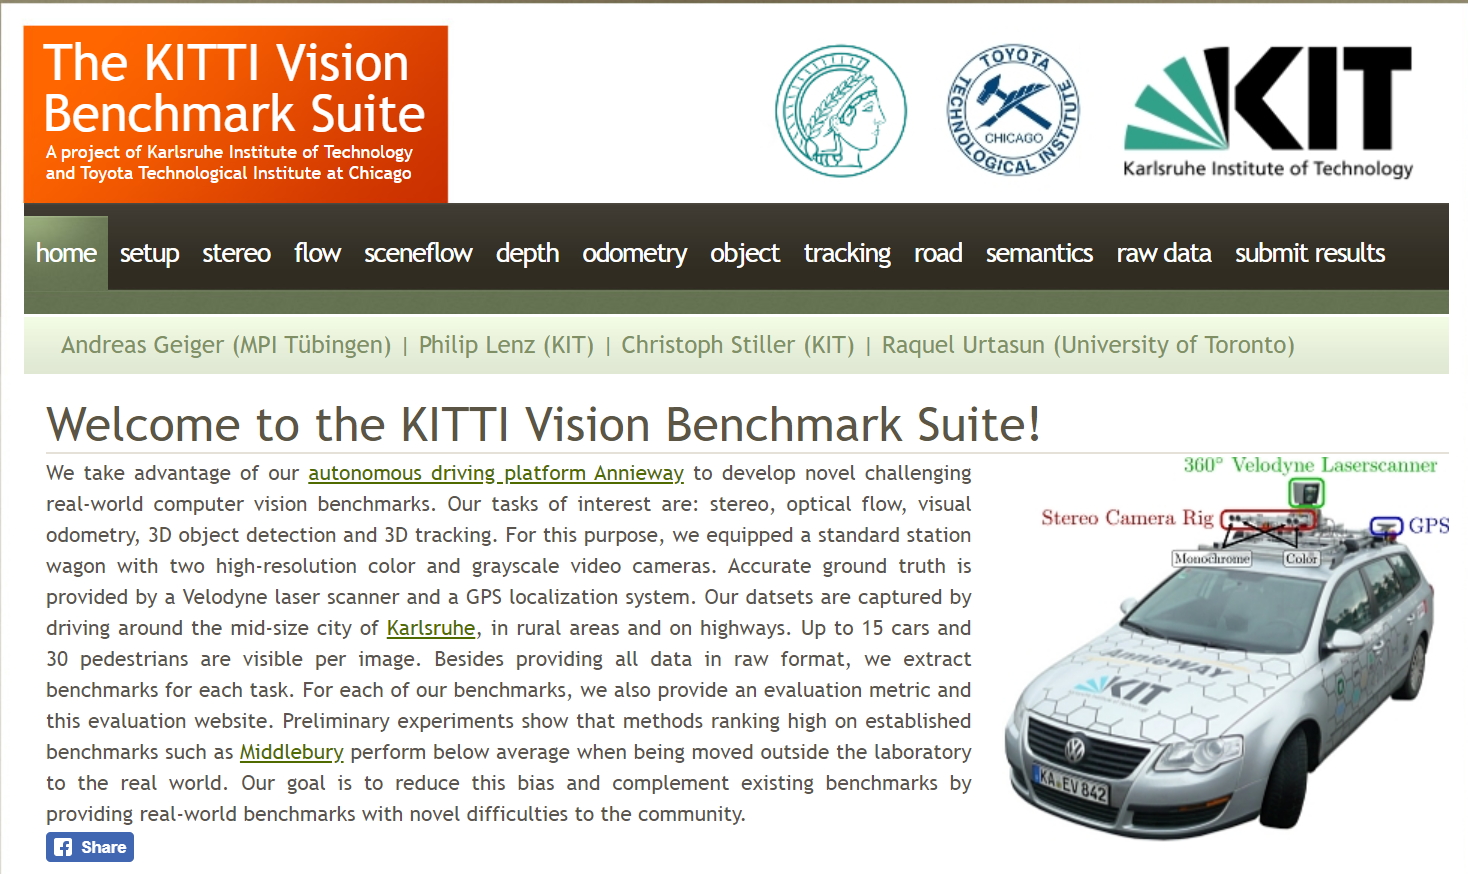 The KITTI Vision
Benchmark Suite
A project of Karlsruhe Institute of Technology
and Toyota Technological Institute at Chicago
TOYOTA
TECHNOLOGICAL INSTITUTE
CHICAGO
KIT
Karlsruhe Institute of Technology
home setup stereo flow sceneflow depth odometry object tracking road semantics raw data submit results
Andreas Geiger (MPI Tübingen) | Philip Lenz (KIT) | Christoph Stiller (KIT) | Raquel Urtasun (University of Toronto)
Welcome to the KITTI Vision Benchmark Suite!
We take advantage of our autonomous driving platform Annieway to develop novel challenging
real-world computer vision benchmarks. Our tasks of interest are: stereo, optical flow, visual
odometry, 3D object detection and 3D tracking. For this purpose, we equipped a standard station
wagon with two high-resolution color and grayscale video cameras. Accurate ground truth is
provided by a Velodyne laser scanner and a GPS localization system. Our datsets are captured by
driving around the mid-size city of Karlsruhe, in rural areas and on highways. Up to 15 cars and
30 pedestrians are visible per image. Besides providing all data in raw format, we extract
benchmarks for each task. For each of our benchmarks, we also provide an evaluation metric and
this evaluation website. Preliminary experiments show that methods ranking high on established
benchmarks such as Middlebury perform below average when being moved outside the laboratory
to the real world. Our goal is to reduce this bias and complement existing benchmarks by
providing real-world benchmarks with novel difficulties to the community.
Share
360° Velodyne Laserscanner
Stereo Camera Rig
GPS
Monochrome
Color
AnnieWAY
KIT
KA EV 842